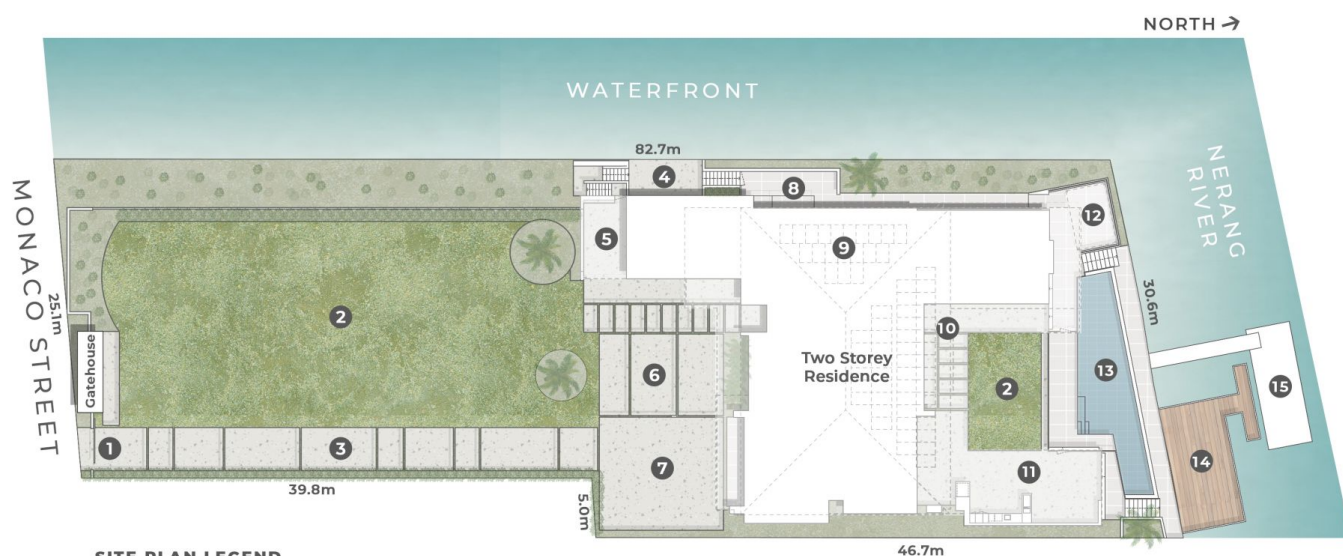 NORTH →
WATERFRONT
82.7m
NERANG
RIVER
MONACO STREET
25.1m
Gatehouse
4
8
12
5
9
2
10
30.6m
Two Storey
Residence
6
2
13
15
1
3
7
11
14
39.8m
5.0m
46.7m
SITE PLAN LEGEND